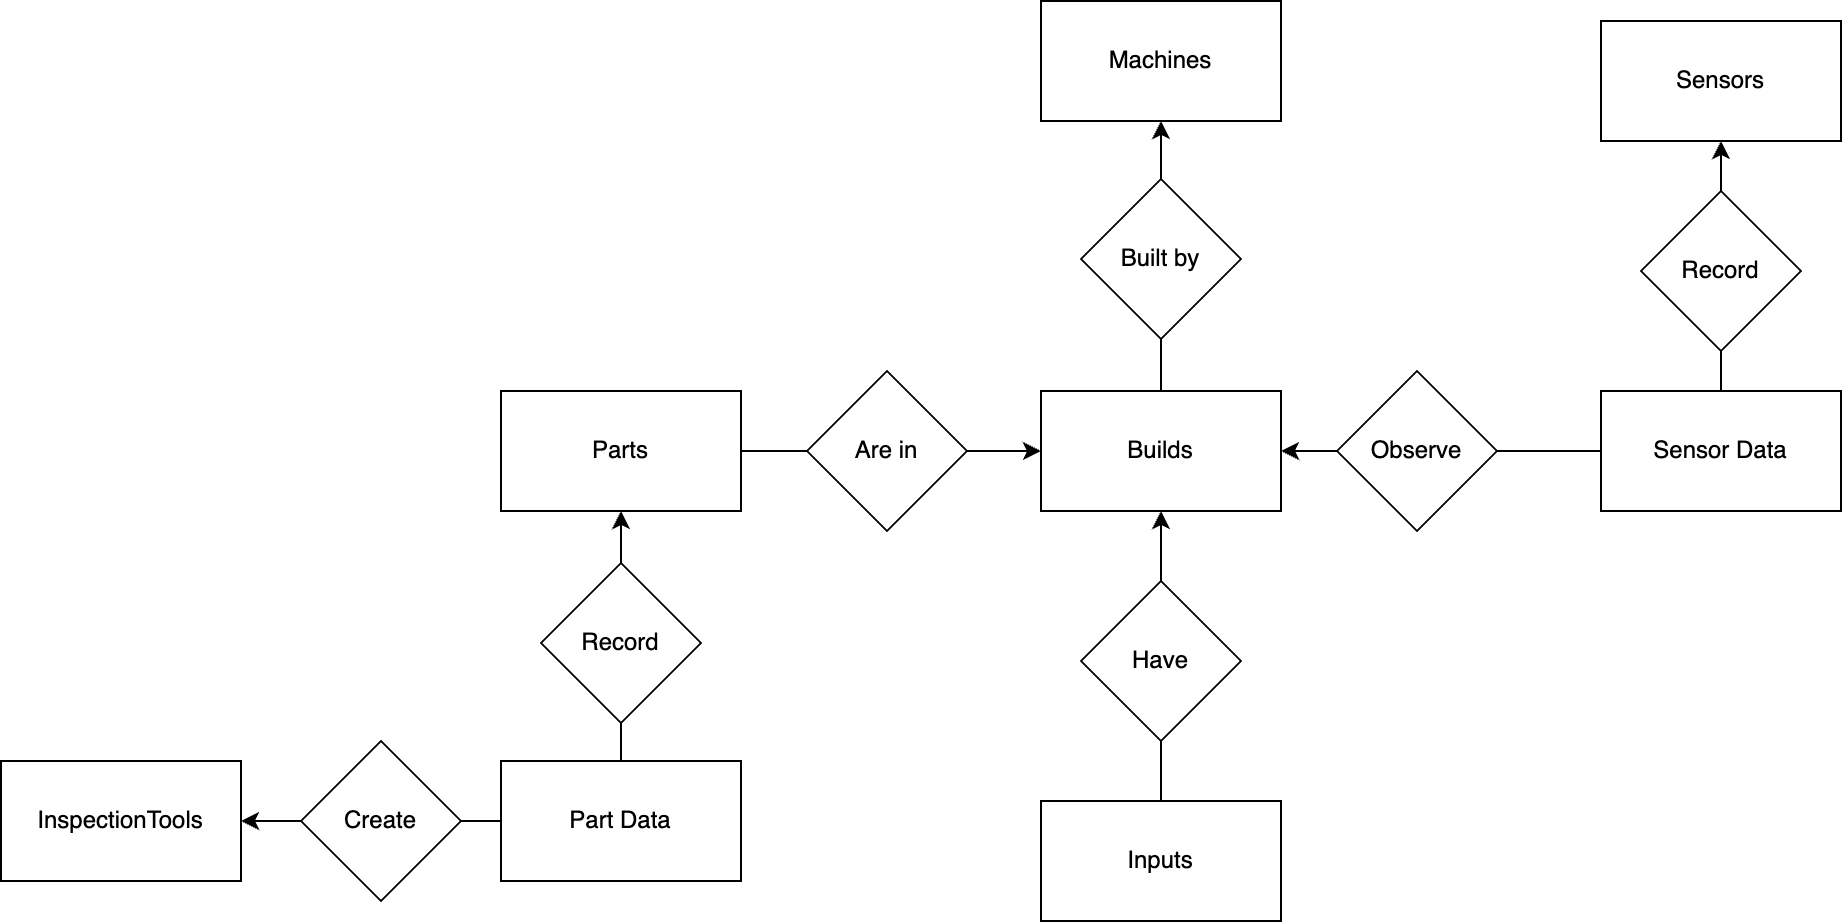 Machines
Sensors
Built by
Record
Parts
Are in
Builds
Observe
Sensor Data
Record
Have
InspectionTools
Create
Part Data
Inputs